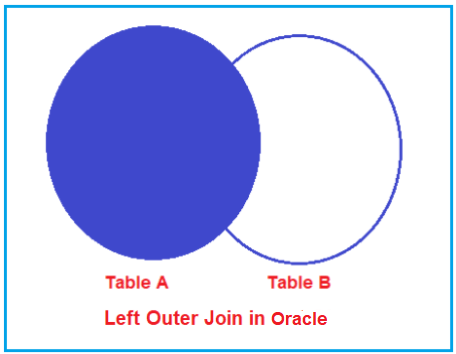 Table A
Table B
Left Outer Join in Oracle